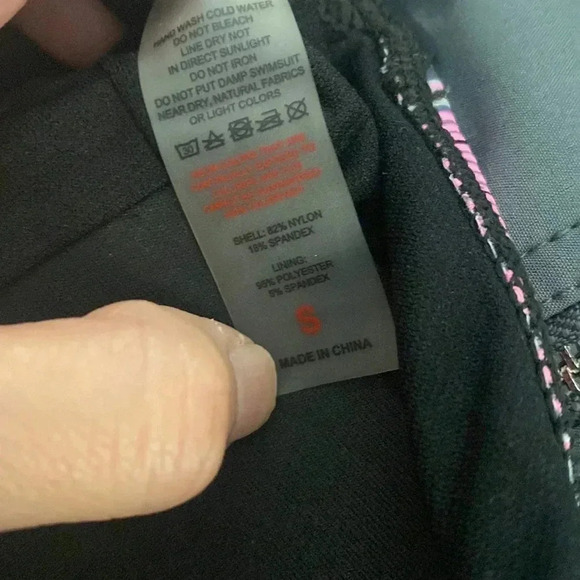 HAND WASH COLD WATER
DO NOT BLEACH
LINE DRY NOT
IN DIRECT SUNLIGHT
DO NOT IRON
DO NOT PUT DAMP SWIMSUIT
NEAR DRY, NATURAL FABRICS
OR LIGHT COLORS
30
SHELL: 82% NYLON
18% SPANDEX
LINING:
95% POLYESTER
5% SPANDEX
S
MADE IN CHINA